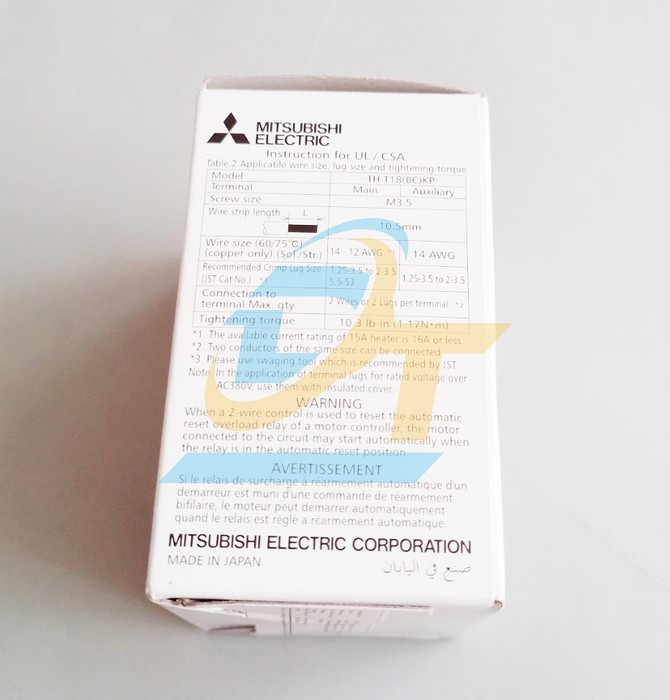 MITSUBISHI
ELECTRIC
Instruction for UL / CSA
Table 2 Applicable wire size, lug size and tightening torque
Model TH-T18(BC)KP
Terminal Main Auxiliary
Screw size M3.5
Wire strip length L 10.5mm
Wire size (60/75℃)
(copper only) (Sol./Str.) 14 - 12 AWG *1 14 AWG
Recommended Crimp Lug Size
(JST Cat.No.) 1.25-3.5 to 2-3.5
5.5-S3 1.25-3.5 to 2-3.5
Connection to
terminal Max. qty. 2 Wires or 2 Lugs per terminal *2
Tightening torque 10.3 lb·in (1.17N·m)
*1. The available current rating of 15A heater is 16A or less.
*2. Two conductors of the same size can be connected
*3. Please use swaging tool which is recommended by JST.
Note. In the application of terminal lugs for rated voltage over
AC380V, use them with insulated cover.
WARNING
When a 2-wire control is used to reset the automatic
reset overload relay of a motor controller, the motor
connected to the circuit may start automatically when
the relay is in the automatic reset position.
AVERTISSEMENT
Si le relais de surcharge à réarmement automatique d'un
demarreur est muni d'une commande de réarmement
bifilaire, le moteur peut démarrer automatiquement
quand le relais est réglé a réarmement automatique.
MITSUBISHI ELECTRIC CORPORATION
MADE IN JAPAN صنع في اليابان